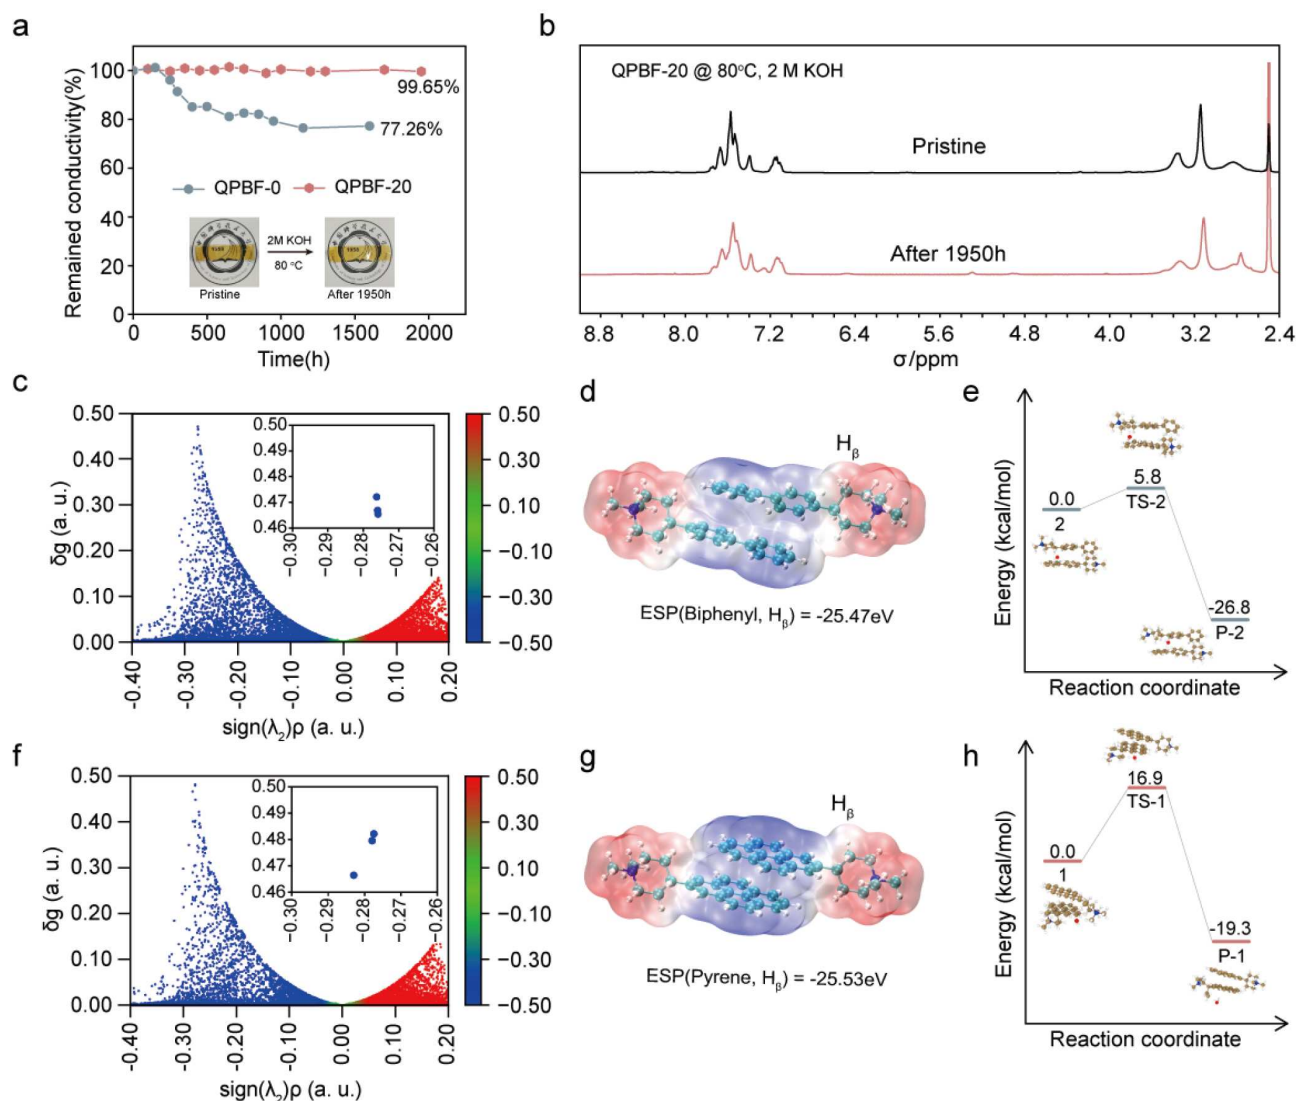 a
Remained conductivity(%)
100
80
60
40
20
0
99.65%
77.26%
QPBF-0
QPBF-20
2M KOH
80 °C
Pristine
After 1950h
0 500 1000 1500 2000
Time(h)
b
QPBF-20 @ 80°C, 2 M KOH
Pristine
After 1950h
8.8 8.0 7.2 6.4 5.6 4.8 4.0 3.2 2.4
σ/ppm
c
δg (a. u.)
0.50
0.40
0.30
0.20
0.10
0.00
−0.40 −0.30 −0.20 −0.10 0.00 0.10 0.20
sign(λ₂)ρ (a. u.)
0.50
0.49
0.48
0.47
0.46
−0.30 −0.29 −0.28 −0.27 −0.26
0.50
0.30
0.10
−0.10
−0.30
−0.50
d
Hβ
ESP(Biphenyl, Hβ) = -25.47eV
e
Energy (kcal/mol)
0.0
2
5.8
TS-2
-26.8
P-2
Reaction coordinate
f
δg (a. u.)
0.50
0.40
0.30
0.20
0.10
0.00
−0.40 −0.30 −0.20 −0.10 0.00 0.10 0.20
sign(λ₂)ρ (a. u.)
0.50
0.49
0.48
0.47
0.46
−0.30 −0.29 −0.28 −0.27 −0.26
0.50
0.30
0.10
−0.10
−0.30
−0.50
g
Hβ
ESP(Pyrene, Hβ) = -25.53eV
h
Energy (kcal/mol)
0.0
1
16.9
TS-1
-19.3
P-1
Reaction coordinate